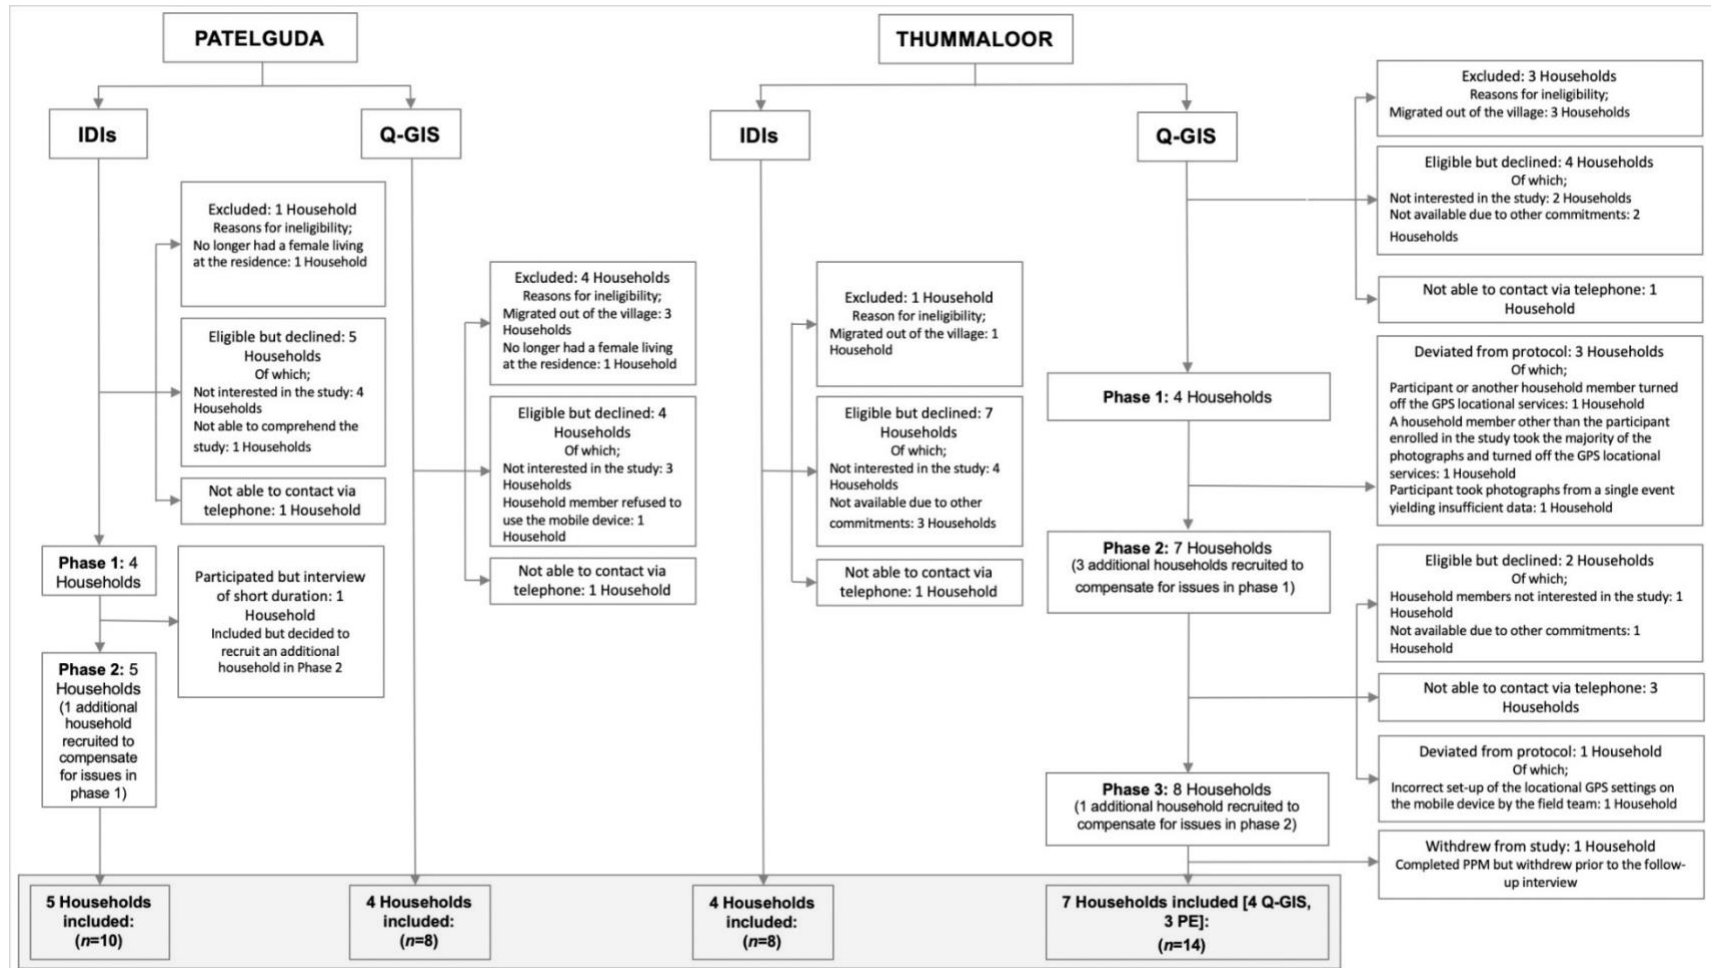 PATELGUDA
IDIs
Q-GIS
Excluded: 1 Household
Reasons for ineligibility;
No longer had a female living
at the residence: 1 Household
Eligible but declined: 5
Households
Of which;
Not interested in the study: 4
Households
Not able to comprehend the
study: 1 Households
Not able to contact via
telephone: 1 Household
Phase 1: 4
Households
Participated but interview
of short duration: 1
Household
Included but decided to
recruit an additional
household in Phase 2
Phase 2: 5
Households
(1 additional
household
recruited to
compensate
for issues in
phase 1)
Excluded: 4 Households
Reasons for ineligibility;
Migrated out of the village: 3
Households
No longer had a female living
at the residence: 1 Household
Eligible but declined: 4
Households
Of which;
Not interested in the study: 3
Households
Household member refused to
use the mobile device: 1
Household
Not able to contact via
telephone: 1 Household
THUMMALOOR
IDIs
Q-GIS
Excluded: 1 Household
Reason for ineligibility;
Migrated out of the village: 1
Household
Eligible but declined: 7
Households
Of which;
Not interested in the study: 4
Households
Not available due to other
commitments: 3 Households
Not able to contact via
telephone: 1 Household
Excluded: 3 Households
Reasons for ineligibility;
Migrated out of the village: 3 Households
Eligible but declined: 4 Households
Of which;
Not interested in the study: 2 Households
Not available due to other commitments: 2
Households
Not able to contact via telephone: 1
Household
Phase 1: 4 Households
Deviated from protocol: 3 Households
Of which;
Participant or another household member turned
off the GPS locational services: 1 Household
A household member other than the participant
enrolled in the study took the majority of the
photographs and turned off the GPS locational
services: 1 Household
Participant took photographs from a single event
yielding insufficient data: 1 Household
Phase 2: 7 Households
(3 additional households recruited to
compensate for issues in phase 1)
Eligible but declined: 2 Households
Of which;
Household members not interested in the study: 1
Household
Not available due to other commitments: 1
Household
Not able to contact via telephone: 3
Households
Deviated from protocol: 1 Household
Of which;
Incorrect set-up of the locational GPS settings on
the mobile device by the field team: 1 Household
Phase 3: 8 Households
(1 additional household recruited to
compensate for issues in phase 2)
Withdrew from study: 1 Household
Completed PPM but withdrew prior to the follow-
up interview
5 Households
included:
(n=10)
4 Households
included:
(n=8)
4 Households
included:
(n=8)
7 Households included [4 Q-GIS,
3 PE]:
(n=14)